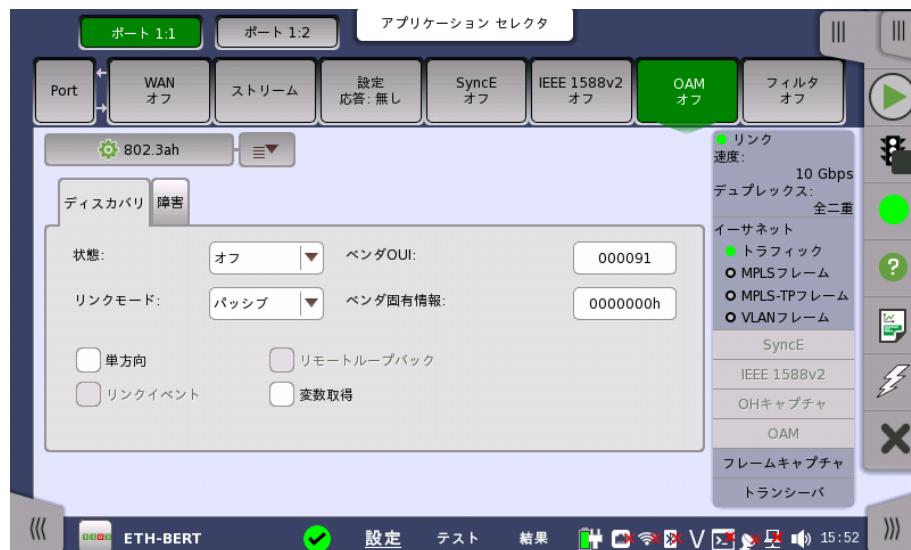 アプリケーション セレクタ
ポート 1:1
ポート 1:2
Port
WAN
オフ
ストリーム
設定
応答: 無し
SyncE
オフ
IEEE 1588v2
オフ
OAM
オフ
フィルタ
オフ
802.3ah
ディスカバリ
障害
状態:
オフ
ベンダOUI:
000091
リンクモード:
パッシブ
ベンダ固有情報:
0000000h
単方向
リモートループバック
リンクイベント
変数取得
リンク
速度:
10 Gbps
デュプレックス:
全二重
イーサネット
トラフィック
MPLSフレーム
MPLS-TPフレーム
VLANフレーム
SyncE
IEEE 1588v2
OHキャプチャ
OAM
フレームキャプチャ
トランシーバ
ETH-BERT
設定
テスト
結果
15:52